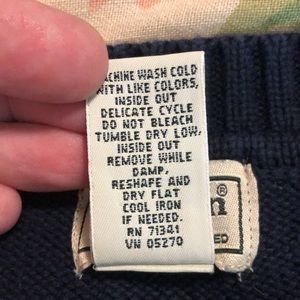 MACHINE WASH COLD
WITH LIKE COLORS,
INSIDE OUT
DELICATE CYCLE
DO NOT BLEACH
TUMBLE DRY LOW,
INSIDE OUT
REMOVE WHILE
DAMP,
RESHAPE AND
DRY FLAT
COOL IRON
IF NEEDED.
RN 71341
VN 05270
n®
ED